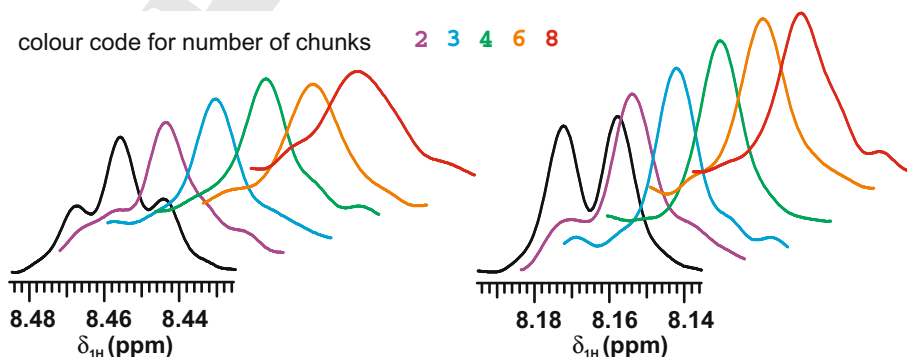 colour code for number of chunks 2 3 4 6 8
8.48 8.46 8.44
δ1H (ppm)
8.18 8.16 8.14
δ1H (ppm)